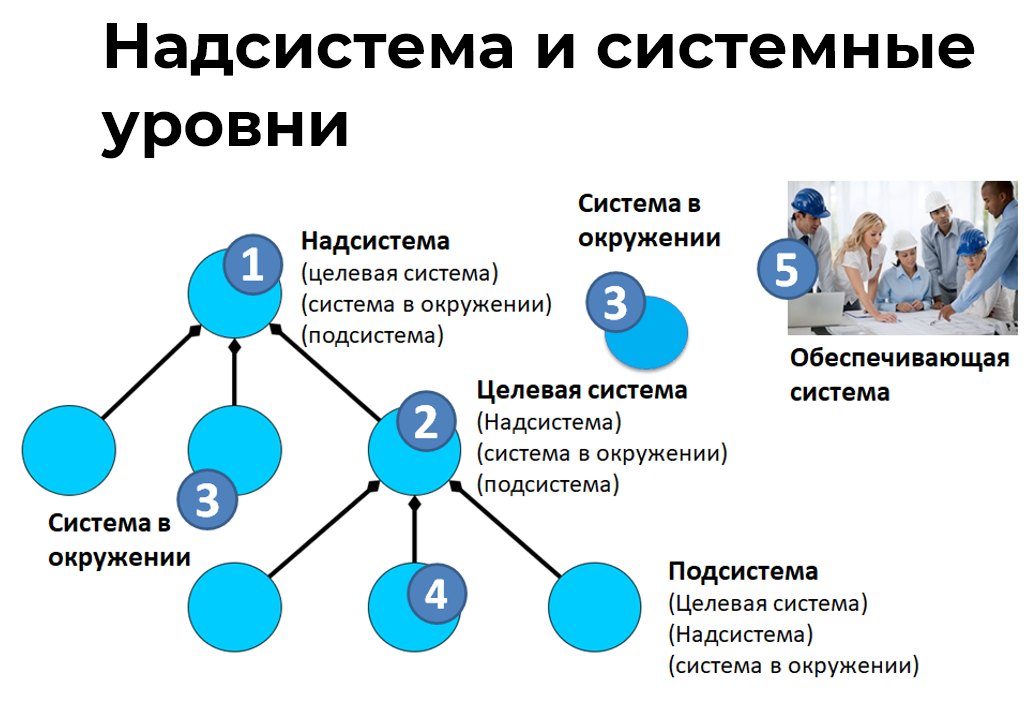 Надсистема и системные
уровни
1
Надсистема
(целевая система)
(система в окружении)
(подсистема)
Система в
окружении
3
5
Обеспечивающая
система
2
Целевая система
(Надсистема)
(система в окружении)
(подсистема)
3
Система в
окружении
4
Подсистема
(Целевая система)
(Надсистема)
(система в окружении)